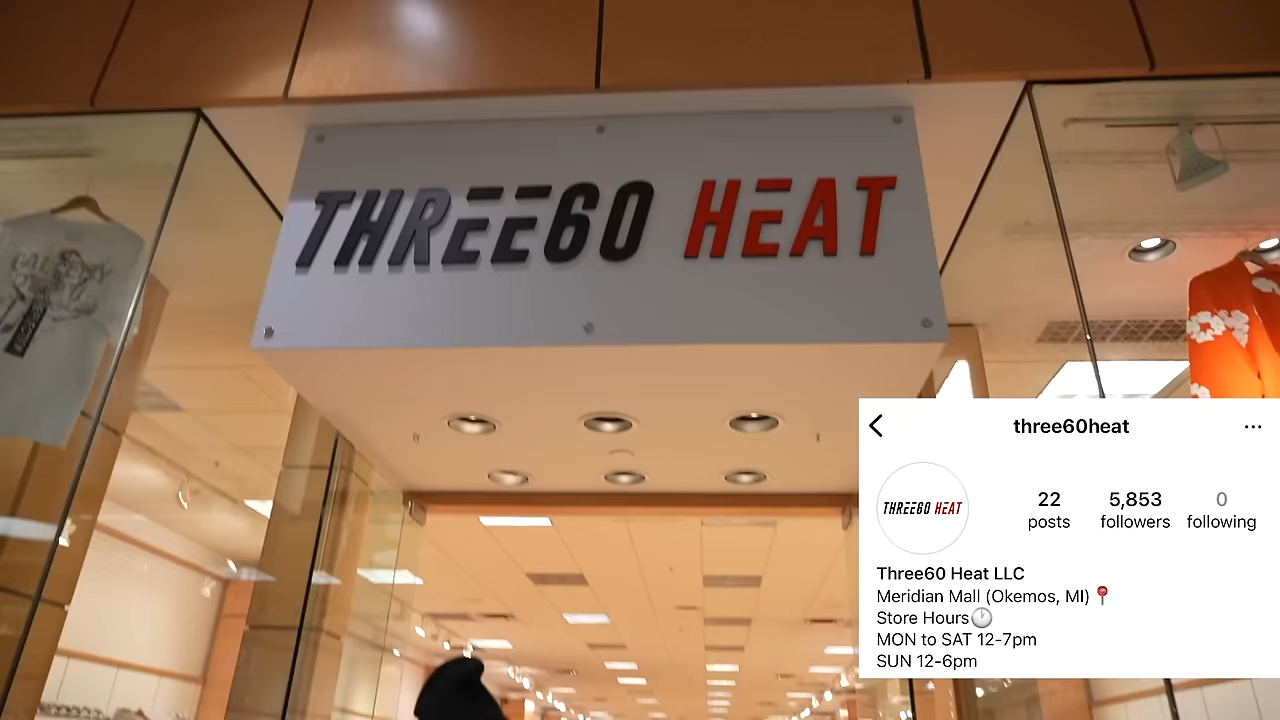 THREE60 HEAT
three60heat
THREE60 HEAT
22
5,853
0
posts
followers
following
Three60 Heat LLC
Meridian Mall (Okemos, MI)📍
Store Hours🕛
MON to SAT 12-7pm
SUN 12-6pm